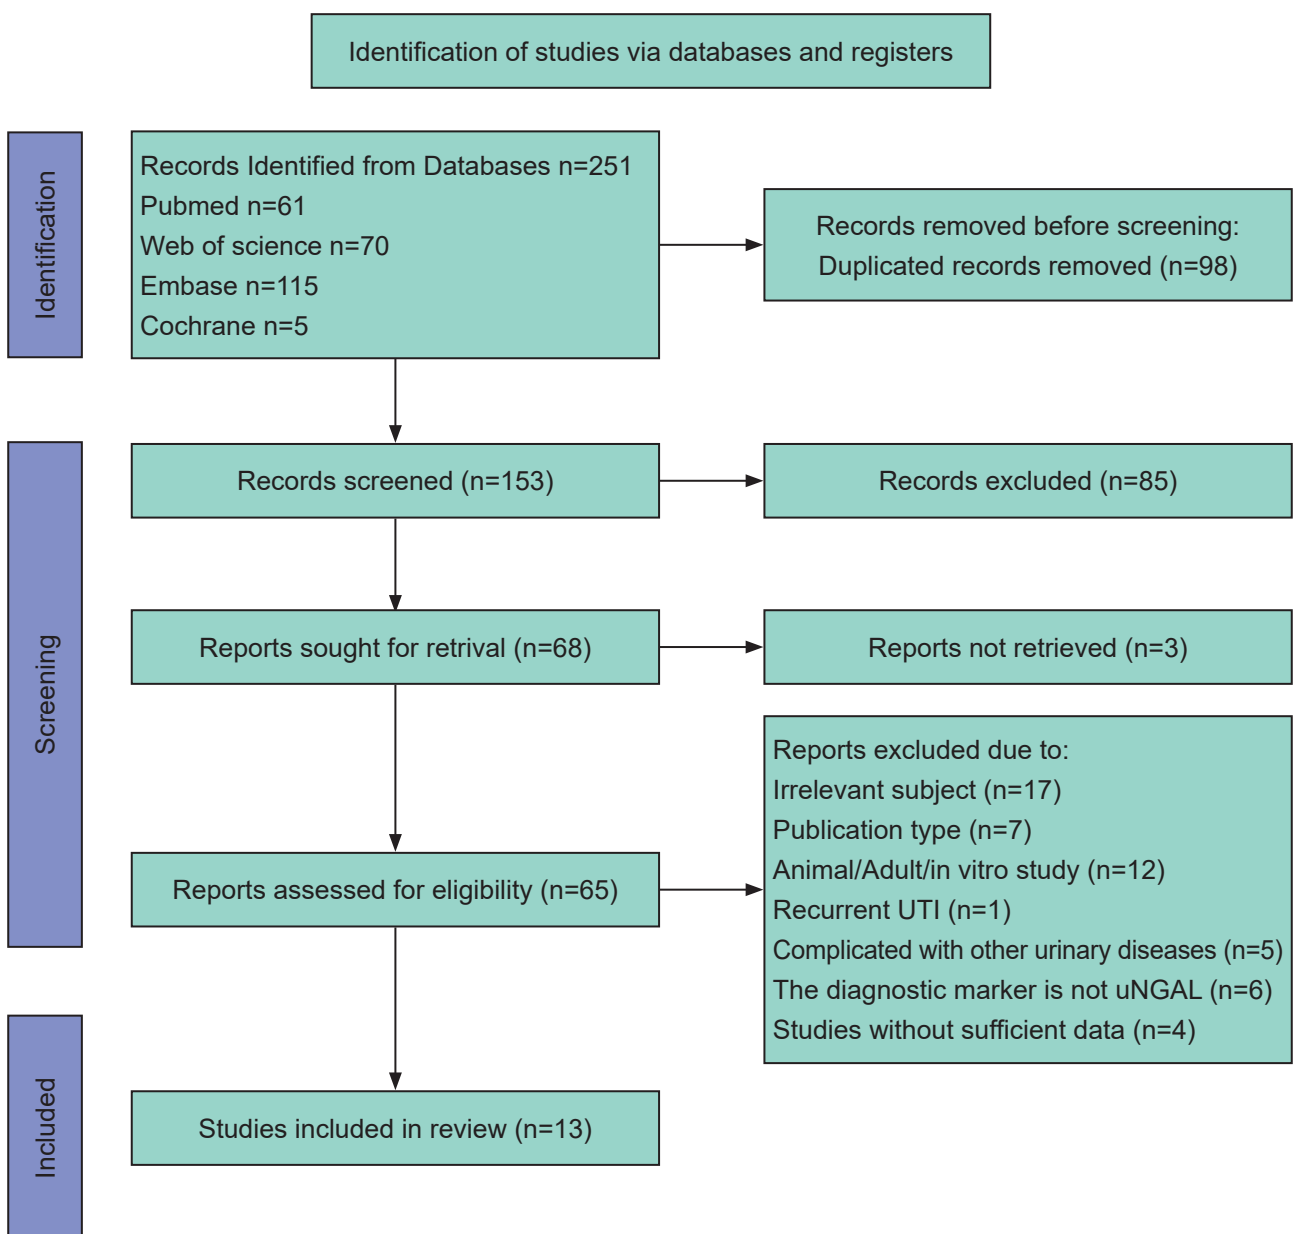 Identification of studies via databases and registers
Identification
Records Identified from Databases n=251
Pubmed n=61
Web of science n=70
Embase n=115
Cochrane n=5
Records removed before screening:
Duplicated records removed (n=98)
Screening
Records screened (n=153)
Records excluded (n=85)
Reports sought for retrival (n=68)
Reports not retrieved (n=3)
Reports assessed for eligibility (n=65)
Reports excluded due to:
Irrelevant subject (n=17)
Publication type (n=7)
Animal/Adult/in vitro study (n=12)
Recurrent UTI (n=1)
Complicated with other urinary diseases (n=5)
The diagnostic marker is not uNGAL (n=6)
Studies without sufficient data (n=4)
Included
Studies included in review (n=13)